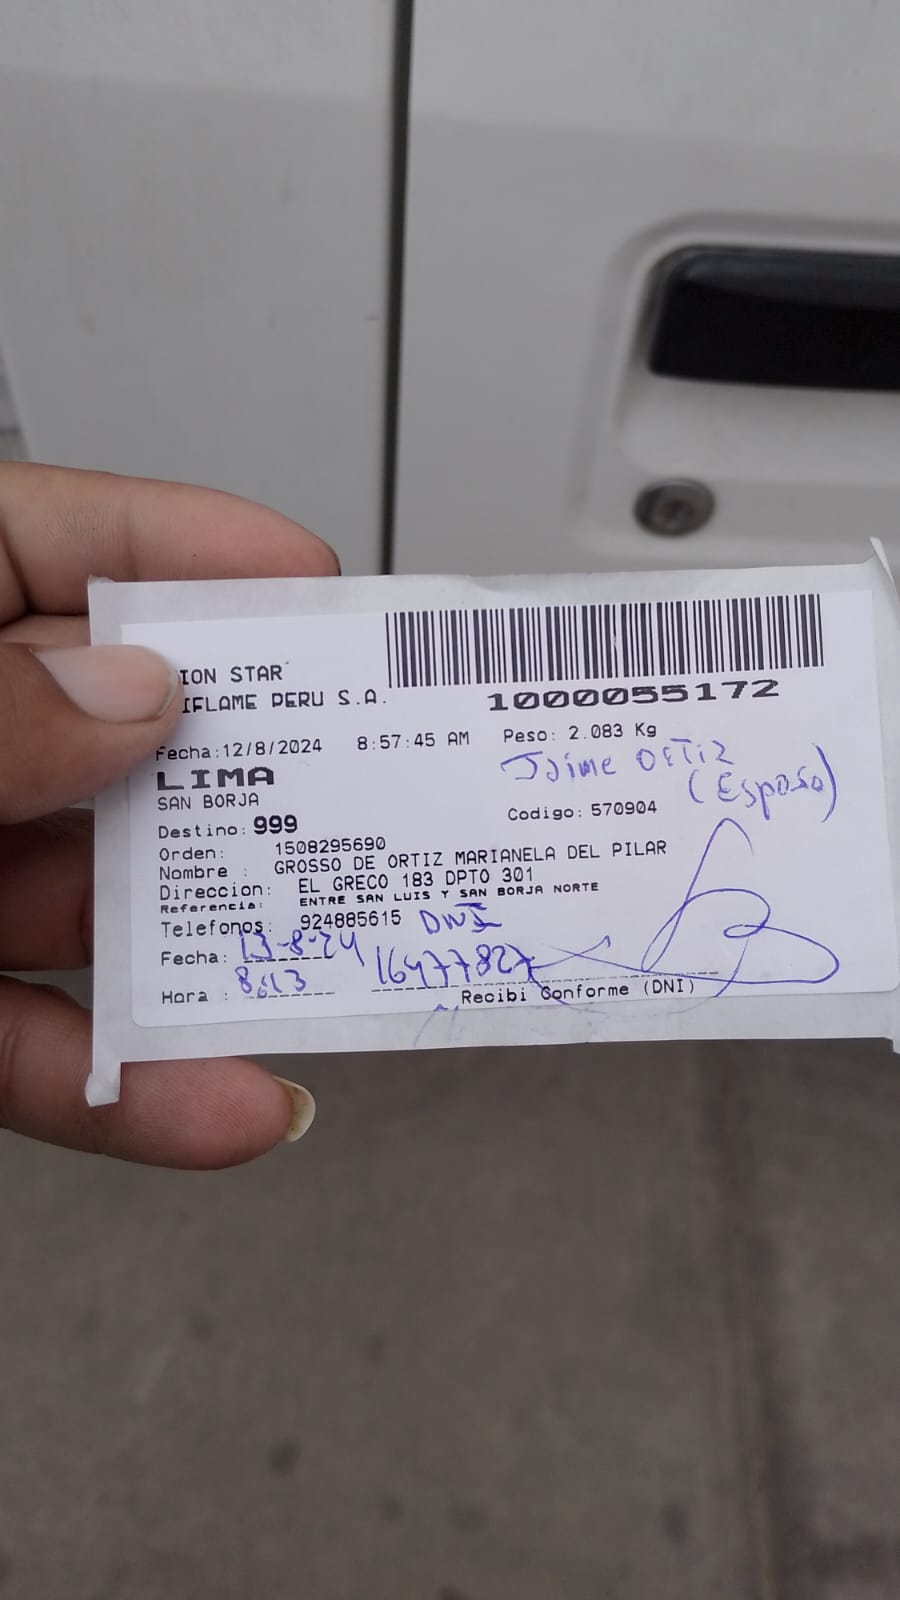 ION STAR
IFLAME PERU S.A.
1000055172
Fecha:12/8/2024 8:57:45 AM Peso: 2.083 Kg
LIMA
Jaime Ortiz
SAN BORJA
(Esposo)
Destino: 999 Codigo: 570904
Orden: 1508295690
Nombre : GROSSO DE ORTIZ MARIANELA DEL PILAR
Direccion: EL GRECO 183 DPTO 301
Referencia: ENTRE SAN LUIS Y SAN BORJA NORTE
Telefonos: 924885615 DNI
Fecha: 13-8-24 16477827
Hora : 8:13
Recibi Conforme (DNI)